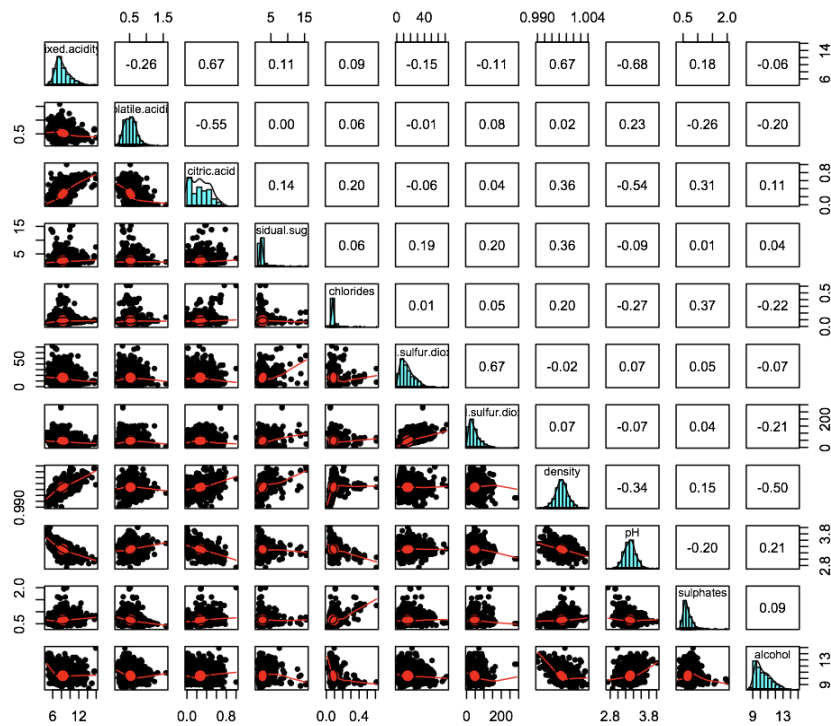 0.5 1.5 5 15 0 40 0.990 1.004 0.5 2.0
ixed.acidity -0.26 0.67 0.11 0.09 -0.15 -0.11 0.67 -0.68 0.18 -0.06 6 10 14
0.5 olatile.acidi -0.55 0.00 0.06 -0.01 0.08 0.02 0.23 -0.26 -0.20
citric.acid 0.14 0.20 -0.06 0.04 0.36 -0.54 0.31 0.11 0.0 0.8
5 15 sidual.sug 0.06 0.19 0.20 0.36 -0.09 0.01 0.04
chlorides 0.01 0.05 0.20 -0.27 0.37 -0.22 0.0 0.5
0 50 .sulfur.diox 0.67 -0.02 0.07 0.05 -0.07
l.sulfur.diox 0.07 -0.07 0.04 -0.21 0 200
0.990 density -0.34 0.15 -0.50
pH -0.20 0.21 2.8 3.8
0.5 2.0 sulphates 0.09
alcohol 9 13
6 12 0.0 0.8 0.0 0.4 0 200 2.8 3.8 9 13